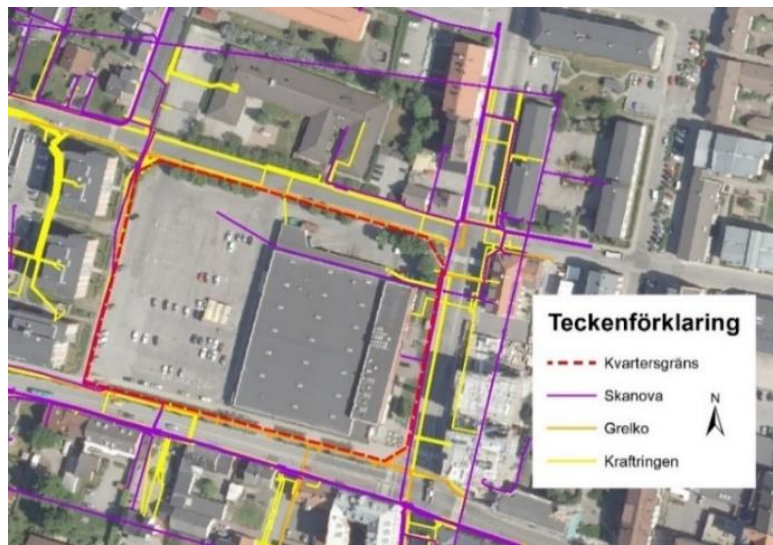 Teckenförklaring
Kvartersgräns
Skanova
Grelko
Kraftringen
N